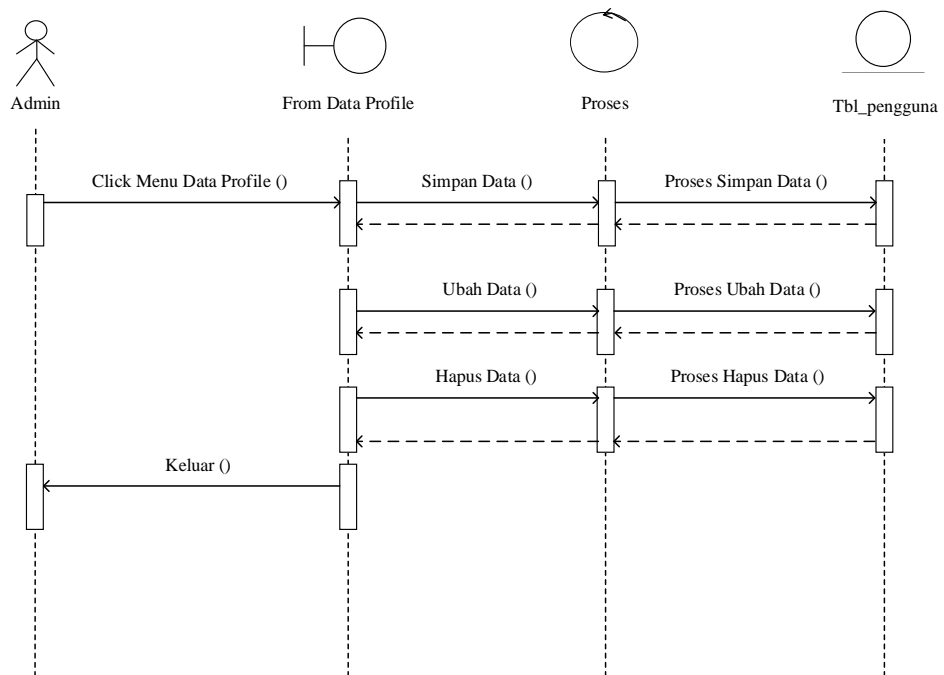 Admin
From Data Profile
Proses
Tbl_pengguna
Click Menu Data Profile ()
Simpan Data ()
Proses Simpan Data ()
Ubah Data ()
Proses Ubah Data ()
Hapus Data ()
Proses Hapus Data ()
Keluar ()